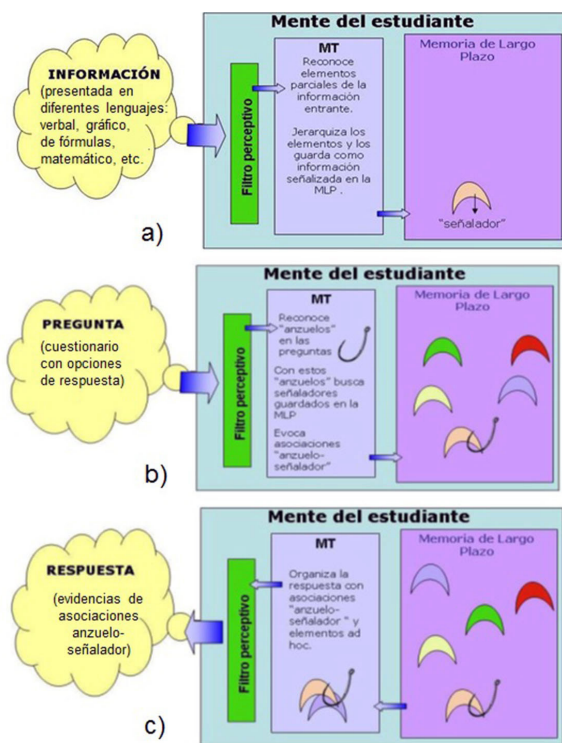 Mente del estudiante
INFORMACIÓN
(presentada en
diferentes lenguajes:
verbal, gráfico,
de fórmulas,
matemático, etc.
Filtro perceptivo
MT
Reconoce
elementos
parciales de la
información
entrante.
Jerarquiza los
elementos y los
guarda como
información
señalizada en la
MLP .
Memoria de Largo
Plazo
"señalador"
a)
Mente del estudiante
PREGUNTA
(cuestionario
con opciones
de respuesta)
Filtro perceptivo
MT
Reconoce
"anzuelos"
en las
preguntas
Con estos
"anzuelos" busca
señaladores
guardados en la
MLP
Evoca
asociaciones
"anzuelo-
señalador"
Memoria de Largo
Plazo
b)
Mente del estudiante
RESPUESTA
(evidencias de
asociaciones
anzuelo-
señalador)
Filtro perceptivo
MT
Organiza la
respuesta con
asociaciones
"anzuelo-
señalador " y
elementos ad
hoc.
Memoria de Largo
Plazo
c)